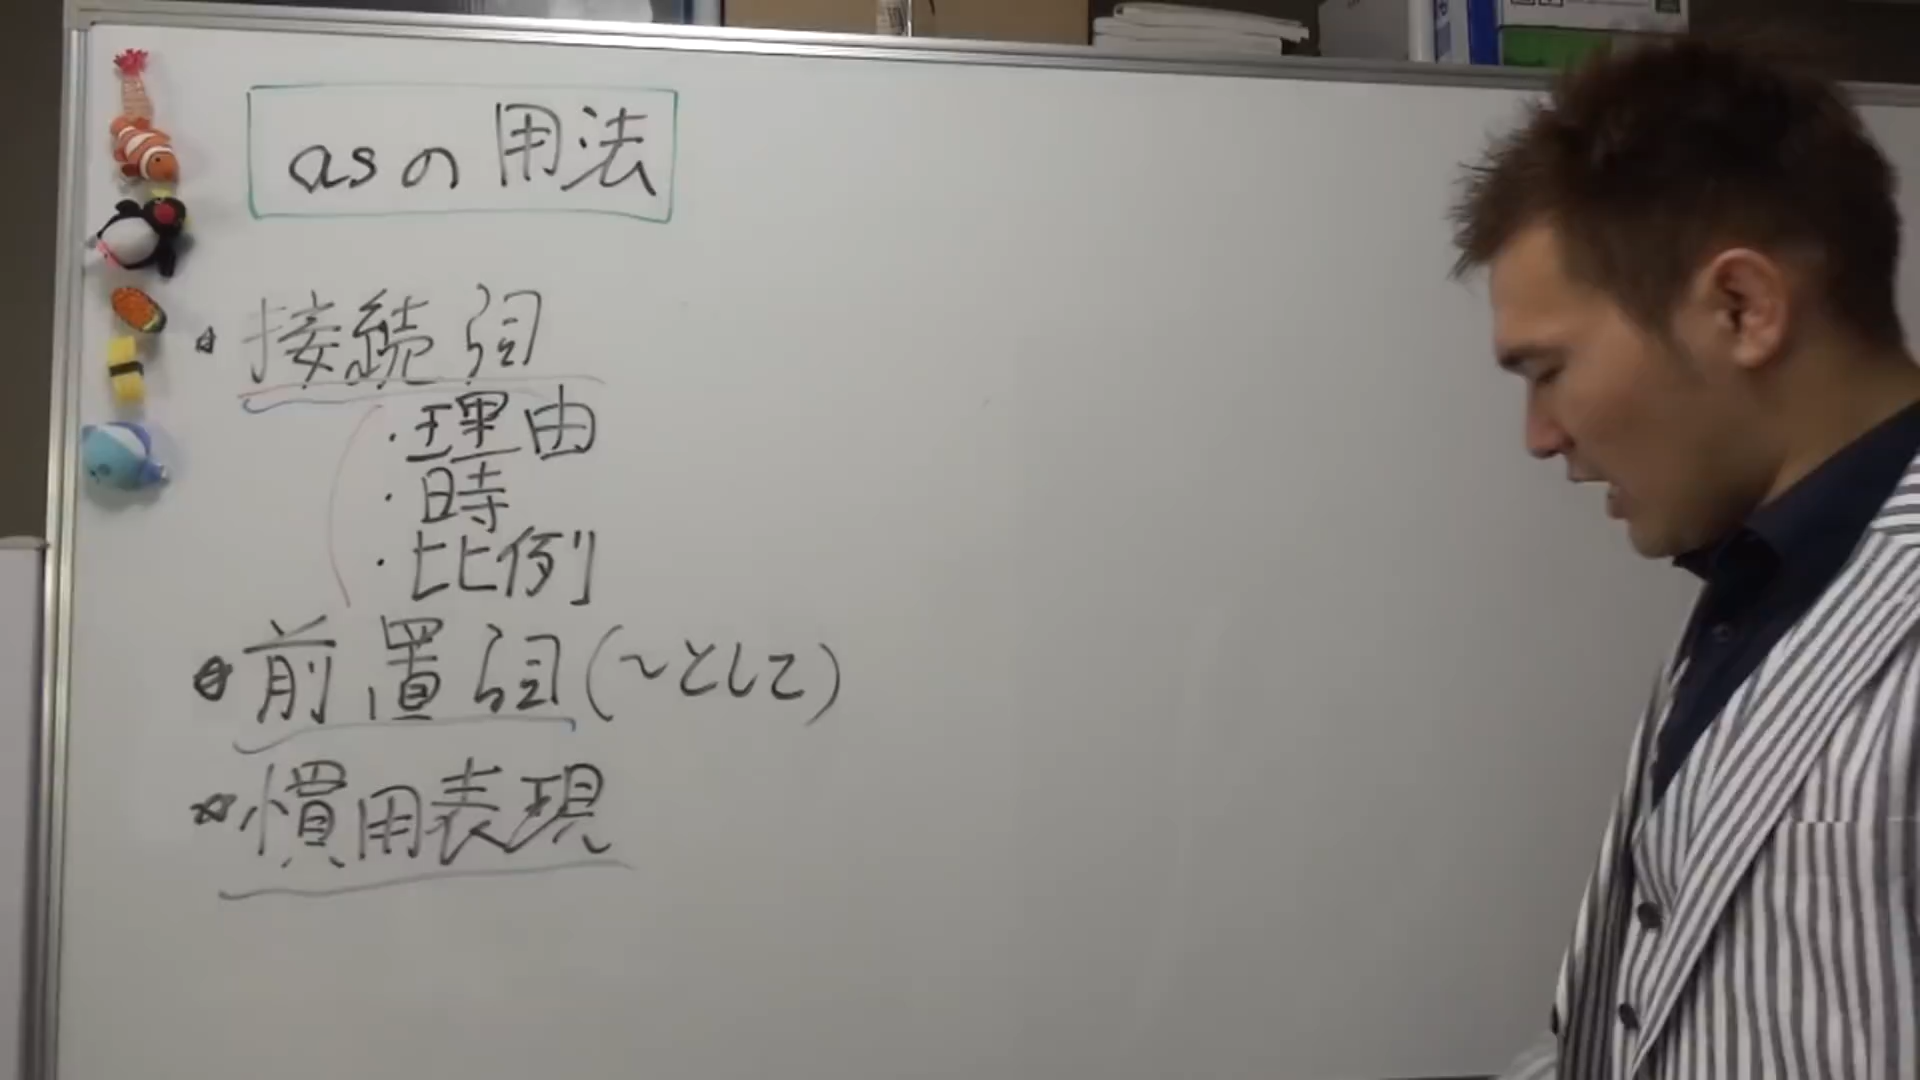 asの用法
接続詞
・理由
・時
・比例
前置詞(~として)
慣用表現